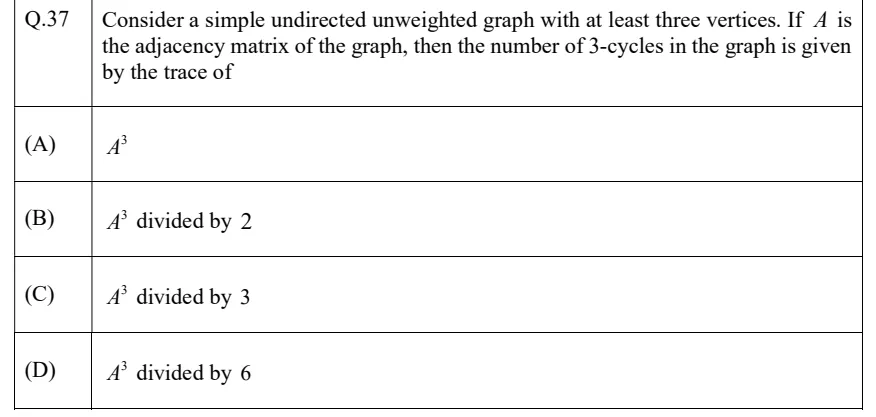 Q.37 Consider a simple undirected unweighted graph with at least three vertices. If A is
the adjacency matrix of the graph, then the number of 3-cycles in the graph is given
by the trace of
(A) A³
(B) A³ divided by 2
(C) A³ divided by 3
(D) A³ divided by 6